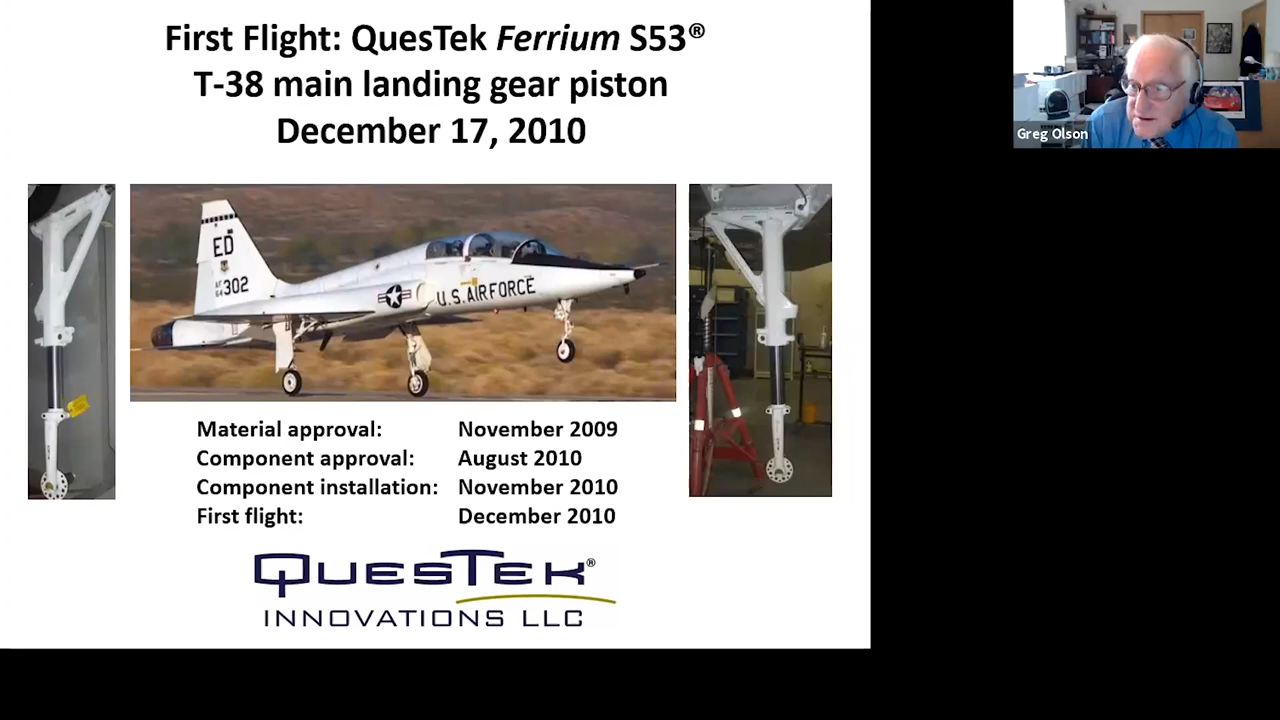 First Flight: QuesTek Ferrium S53®
T-38 main landing gear piston
December 17, 2010
Greg Olson
ED
AF
64
302
U.S. AIR FORCE
Material approval: November 2009
Component approval: August 2010
Component installation: November 2010
First flight: December 2010
QUESTEK®
INNOVATIONS LLC